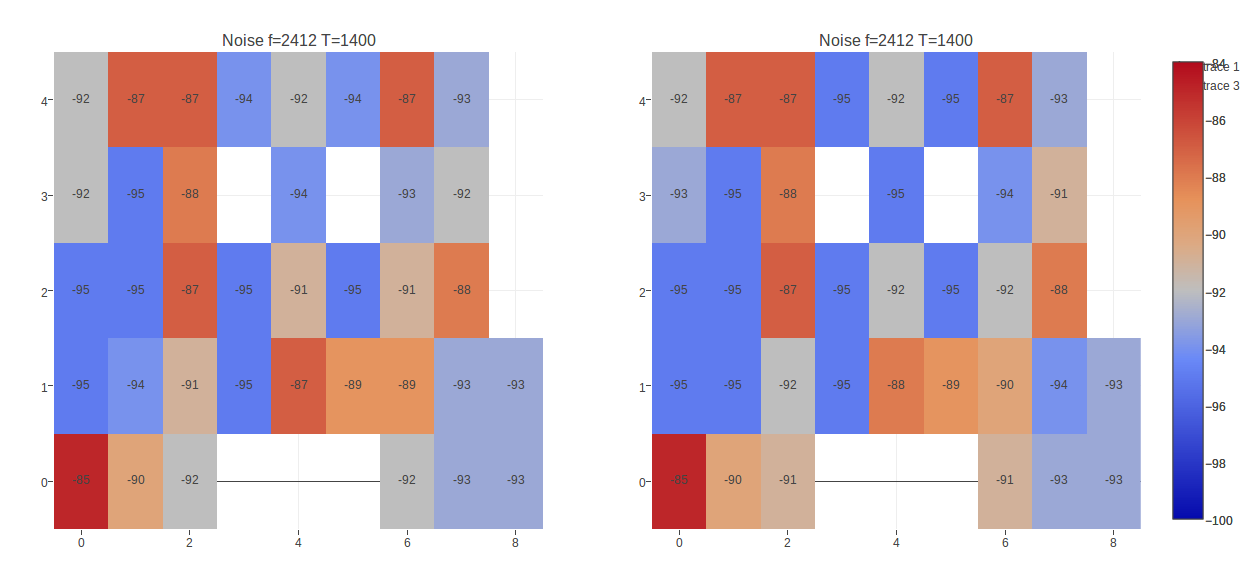 Noise f=2412 T=1400
4 -92 -87 -87 -94 -92 -94 -87 -93
3 -92 -95 -88 -94 -93 -92
2 -95 -95 -87 -95 -91 -95 -91 -88
1 -95 -94 -91 -95 -87 -89 -89 -93 -93
0 -85 -90 -92 -92 -93 -93
0 2 4 6 8
Noise f=2412 T=1400
4 -92 -87 -87 -95 -92 -95 -87 -93
3 -93 -95 -88 -95 -94 -91
2 -95 -95 -87 -95 -92 -95 -92 -88
1 -95 -95 -92 -95 -88 -89 -90 -94 -93
0 -85 -90 -91 -91 -93 -93
0 2 4 6 8
−84
trace 1
trace 3
−86
−88
−90
−92
−94
−96
−98
−100